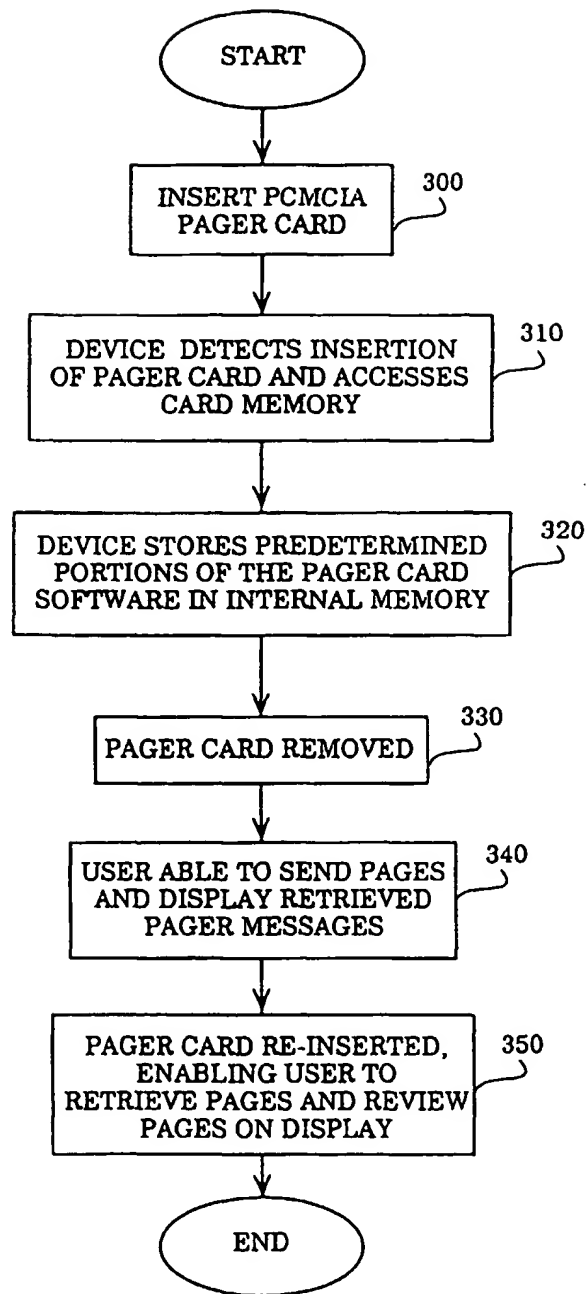 START
INSERT PCMCIA
PAGER CARD
300
DEVICE DETECTS INSERTION
OF PAGER CARD AND ACCESSES
CARD MEMORY
310
DEVICE STORES PREDETERMINED
PORTIONS OF THE PAGER CARD
SOFTWARE IN INTERNAL MEMORY
320
PAGER CARD REMOVED
330
USER ABLE TO SEND PAGES
AND DISPLAY RETRIEVED
PAGER MESSAGES
340
PAGER CARD RE-INSERTED,
ENABLING USER TO
RETRIEVE PAGES AND REVIEW
PAGES ON DISPLAY
350
END